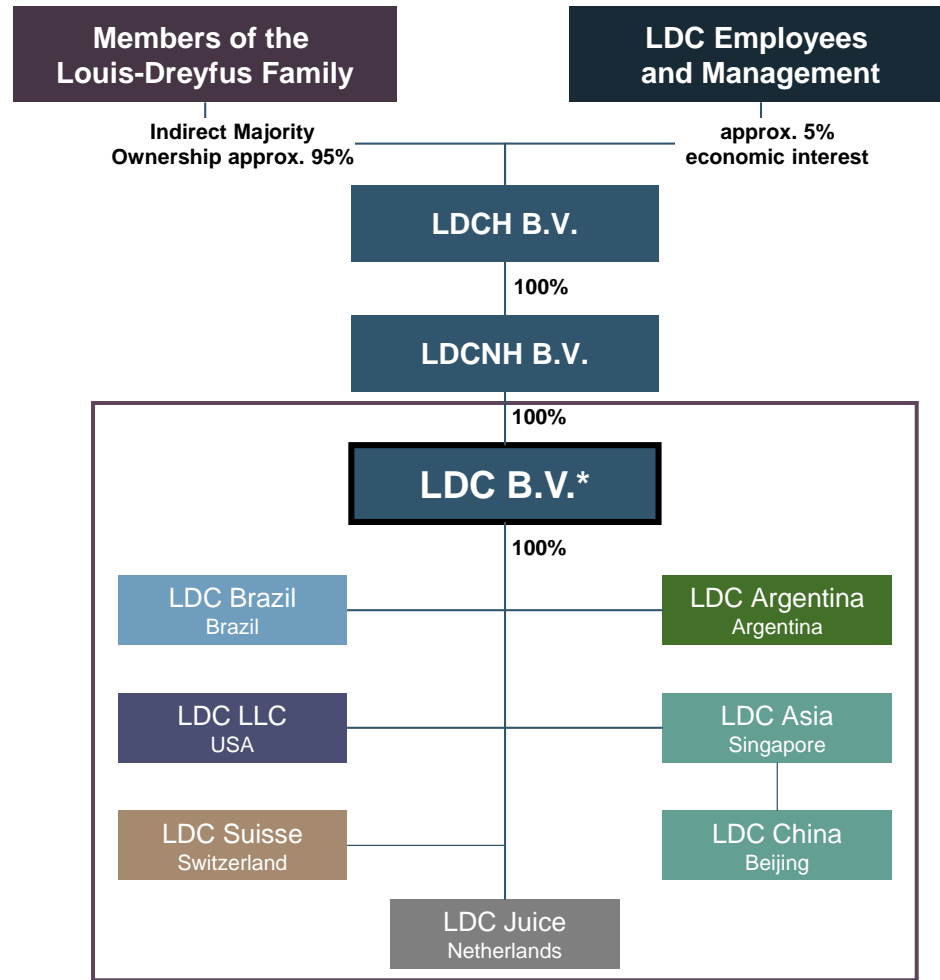 Members of the
Louis-Dreyfus Family
LDC Employees
and Management
Indirect Majority
Ownership approx. 95%
approx. 5%
economic interest
LDCH B.V.
100%
LDCNH B.V.
100%
LDC B.V.*
100%
LDC Brazil
Brazil
LDC Argentina
Argentina
LDC LLC
USA
LDC Asia
Singapore
LDC Suisse
Switzerland
LDC China
Beijing
LDC Juice
Netherlands